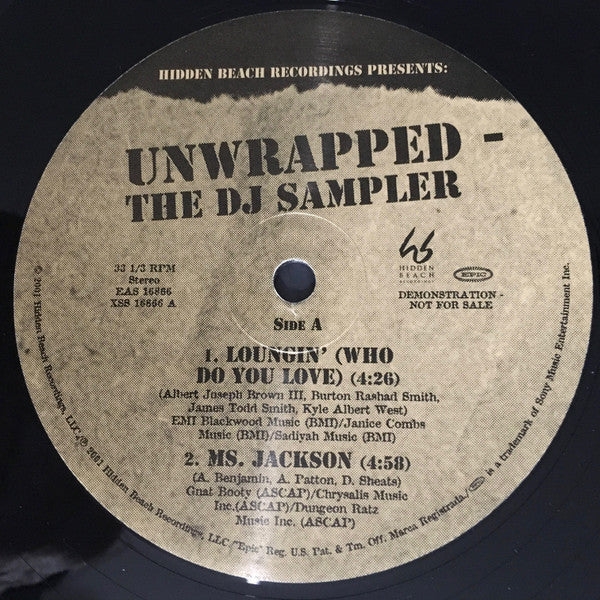 HIDDEN BEACH RECORDINGS PRESENTS:
UNWRAPPED -
THE DJ SAMPLER
33 1/3 RPM
Stereo
EAS 16866
XSS 16866 A
hb
HIDDEN
BEACH
RECORDINGS
EPIC
DEMONSTRATION -
NOT FOR SALE
SIDE A
1. LOUNGIN' (WHO
DO YOU LOVE) (4:26)
(Albert Joseph Brown III, Burton Rashad Smith,
James Todd Smith, Kyle Albert West)
EMI Blackwood Music (BMI)/Janice Combs
Music (BMI)/Sadiyah Music (BMI)
2. MS. JACKSON (4:58)
(A. Benjamin, A. Patton, D. Sheats)
Gnat Booty (ASCAP)/Chrysalis Music
Inc.(ASCAP)/Dungeon Ratz
Music Inc. (ASCAP)
© 2001 Hidden Beach Recordings, LLC/℗ 2001 Hidden Beach Recordings, LLC/"Epic" Reg. U.S. Pat. & Tm. Off. Marca Registrada./EPIC is a trademark of Sony Music Entertainment Inc.